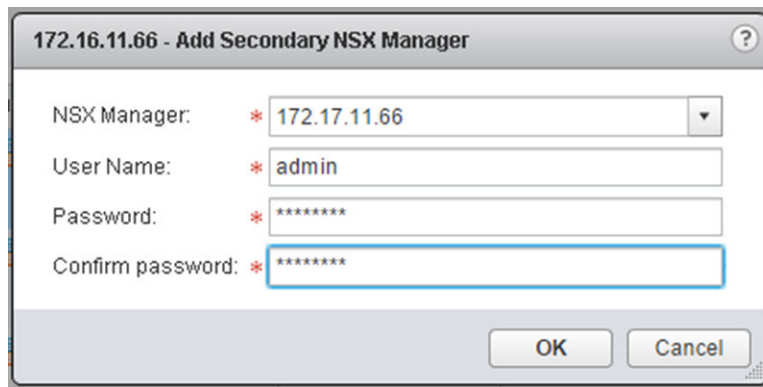 172.16.11.66 - Add Secondary NSX Manager ?
NSX Manager: * 172.17.11.66
User Name: * admin
Password: * ********
Confirm password: * ********
OK Cancel